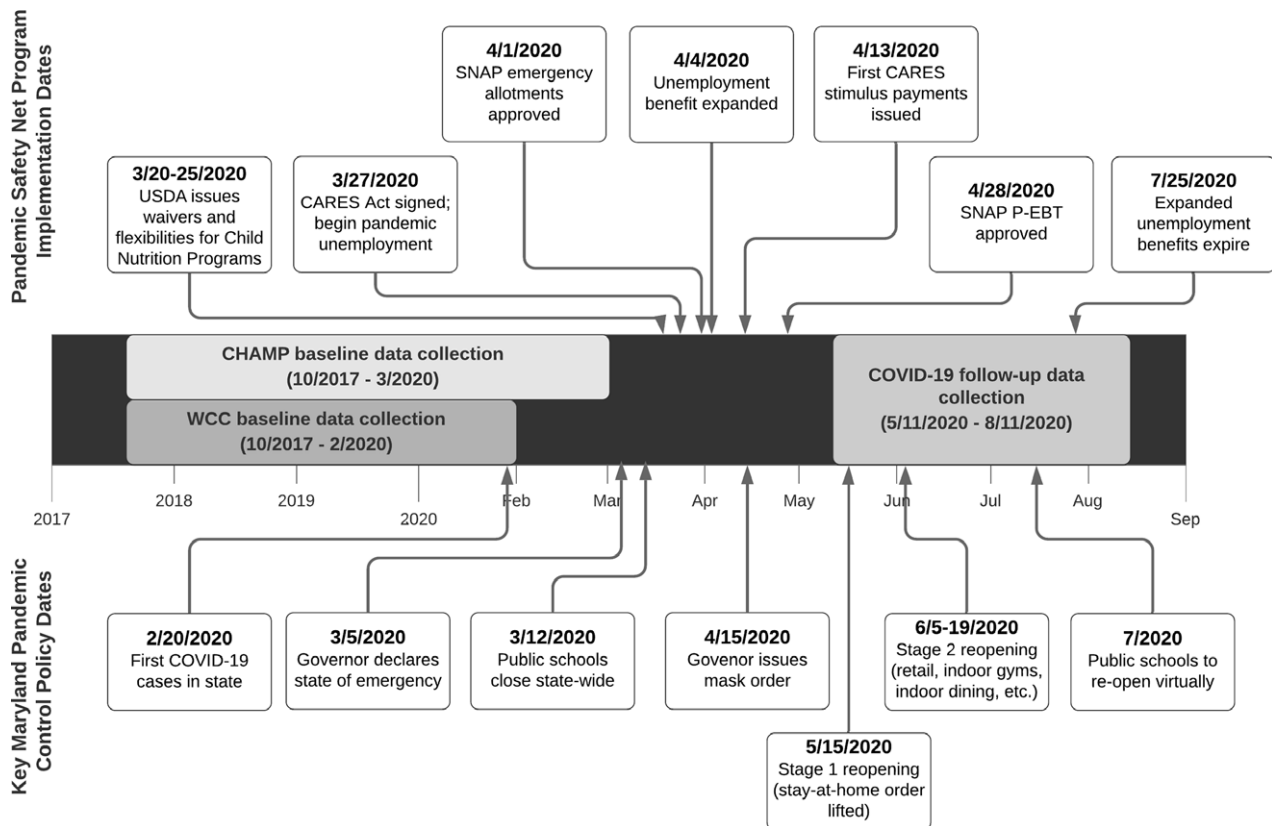 Pandemic Safety Net Program
Implementation Dates
4/1/2020
SNAP emergency
allotments
approved
4/4/2020
Unemployment
benefit expanded
4/13/2020
First CARES
stimulus payments
issued
3/20-25/2020
USDA issues
waivers and
flexibilities for Child
Nutrition Programs
3/27/2020
CARES Act signed;
begin pandemic
unemployment
4/28/2020
SNAP P-EBT
approved
7/25/2020
Expanded
unemployment
benefits expire
CHAMP baseline data collection
(10/2017 - 3/2020)
WCC baseline data collection
(10/2017 - 2/2020)
COVID-19 follow-up data
collection
(5/11/2020 - 8/11/2020)
2017
2018
2019
2020
Feb
Mar
Apr
May
Jun
Jul
Aug
Sep
Key Maryland Pandemic
Control Policy Dates
2/20/2020
First COVID-19
cases in state
3/5/2020
Governor declares
state of emergency
3/12/2020
Public schools
close state-wide
4/15/2020
Govenor issues
mask order
6/5-19/2020
Stage 2 reopening
(retail, indoor gyms,
indoor dining, etc.)
7/2020
Public schools to
re-open virtually
5/15/2020
Stage 1 reopening
(stay-at-home order
lifted)